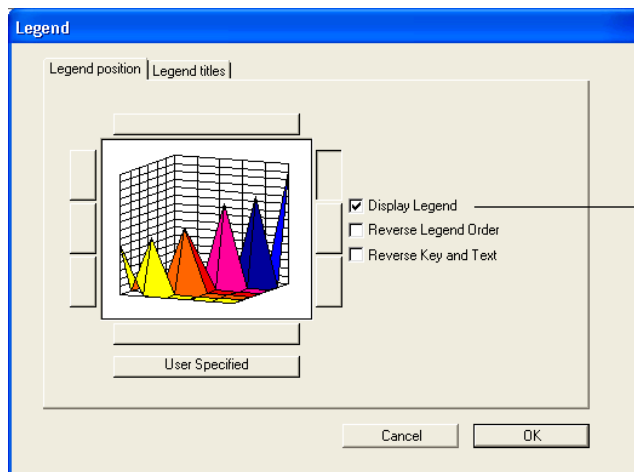 Legend
Legend position
Legend titles
Display Legend
Reverse Legend Order
Reverse Key and Text
User Specified
Cancel
OK